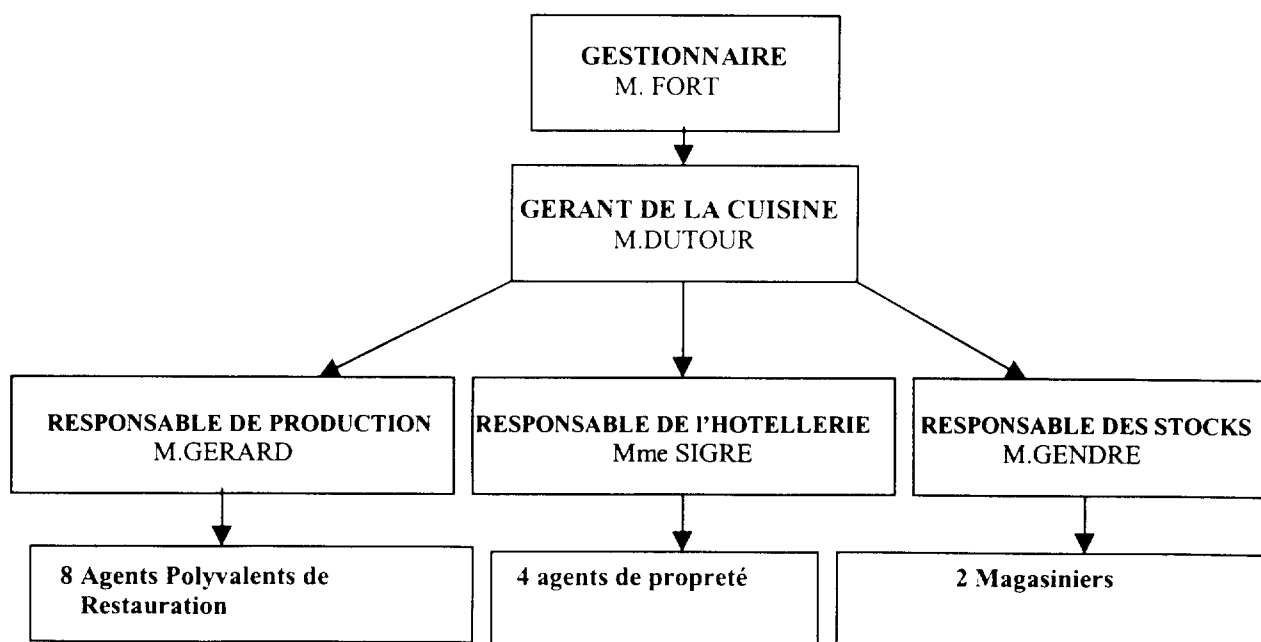 GESTIONNAIRE
M. FORT
GERANT DE LA CUISINE
M.DUTOUR
RESPONSABLE DE PRODUCTION
M.GERARD
RESPONSABLE DE l'HOTELLERIE
Mme SIGRE
RESPONSABLE DES STOCKS
M.GENDRE
8 Agents Polyvalents de
Restauration
4 agents de propreté
2 Magasiniers